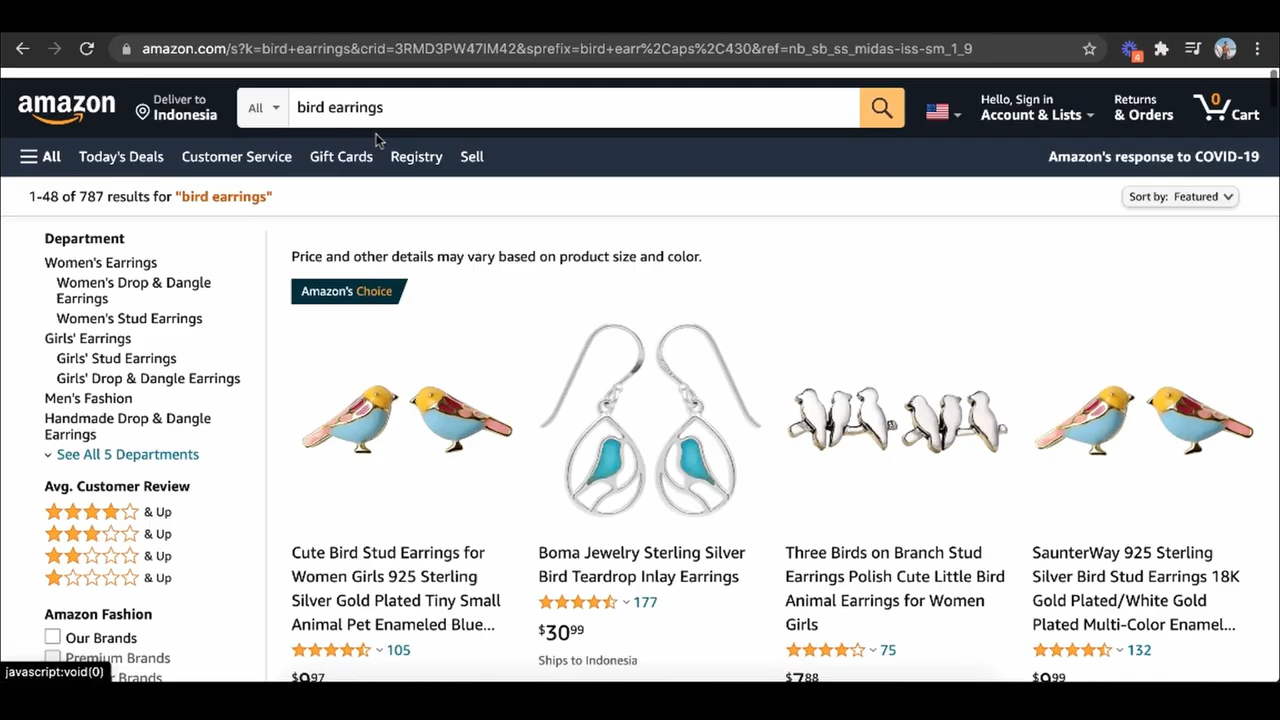 amazon.com/s?k=bird+earrings&crid=3RMD3PW47IM42&sprefix=bird+earr%2Caps%2C430&ref=nb_sb_ss_midas-iss-sm_1_9
4
amazon
Deliver to
Indonesia
All
bird earrings
Hello, Sign in
Account & Lists
Returns
& Orders
0
Cart
All
Today's Deals
Customer Service
Gift Cards
Registry
Sell
Amazon's response to COVID-19
1-48 of 787 results for "bird earrings"
Sort by: Featured
Department
Women's Earrings
Women's Drop & Dangle
Earrings
Women's Stud Earrings
Girls' Earrings
Girls' Stud Earrings
Girls' Drop & Dangle Earrings
Men's Fashion
Handmade Drop & Dangle
Earrings
See All 5 Departments
Avg. Customer Review
& Up
& Up
& Up
& Up
Amazon Fashion
Our Brands
Premium Brands
Brands
javascript:void(0)
Price and other details may vary based on product size and color.
Amazon's Choice
Cute Bird Stud Earrings for
Women Girls 925 Sterling
Silver Gold Plated Tiny Small
Animal Pet Enameled Blue...
105
$9.97
Boma Jewelry Sterling Silver
Bird Teardrop Inlay Earrings
177
$30.99
Ships to Indonesia
Three Birds on Branch Stud
Earrings Polish Cute Little Bird
Animal Earrings for Women
Girls
75
$7.88
SaunterWay 925 Sterling
Silver Bird Stud Earrings 18K
Gold Plated/White Gold
Plated Multi-Color Enamel...
132
$9.99